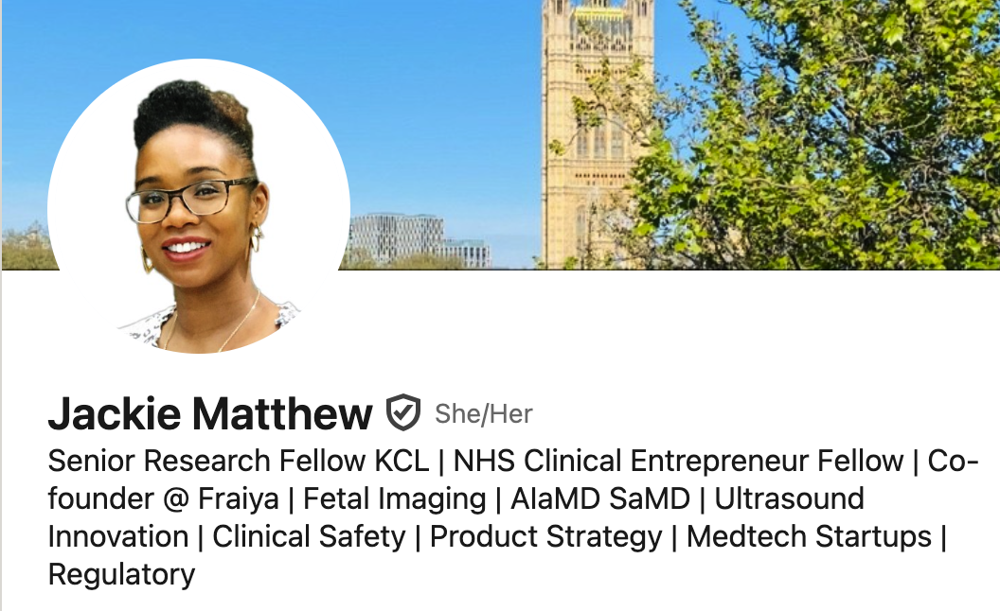 Jackie Matthew She/Her
Senior Research Fellow KCL | NHS Clinical Entrepreneur Fellow | Co-
founder @ Fraiya | Fetal Imaging | AIaMD SaMD | Ultrasound
Innovation | Clinical Safety | Product Strategy | Medtech Startups |
Regulatory